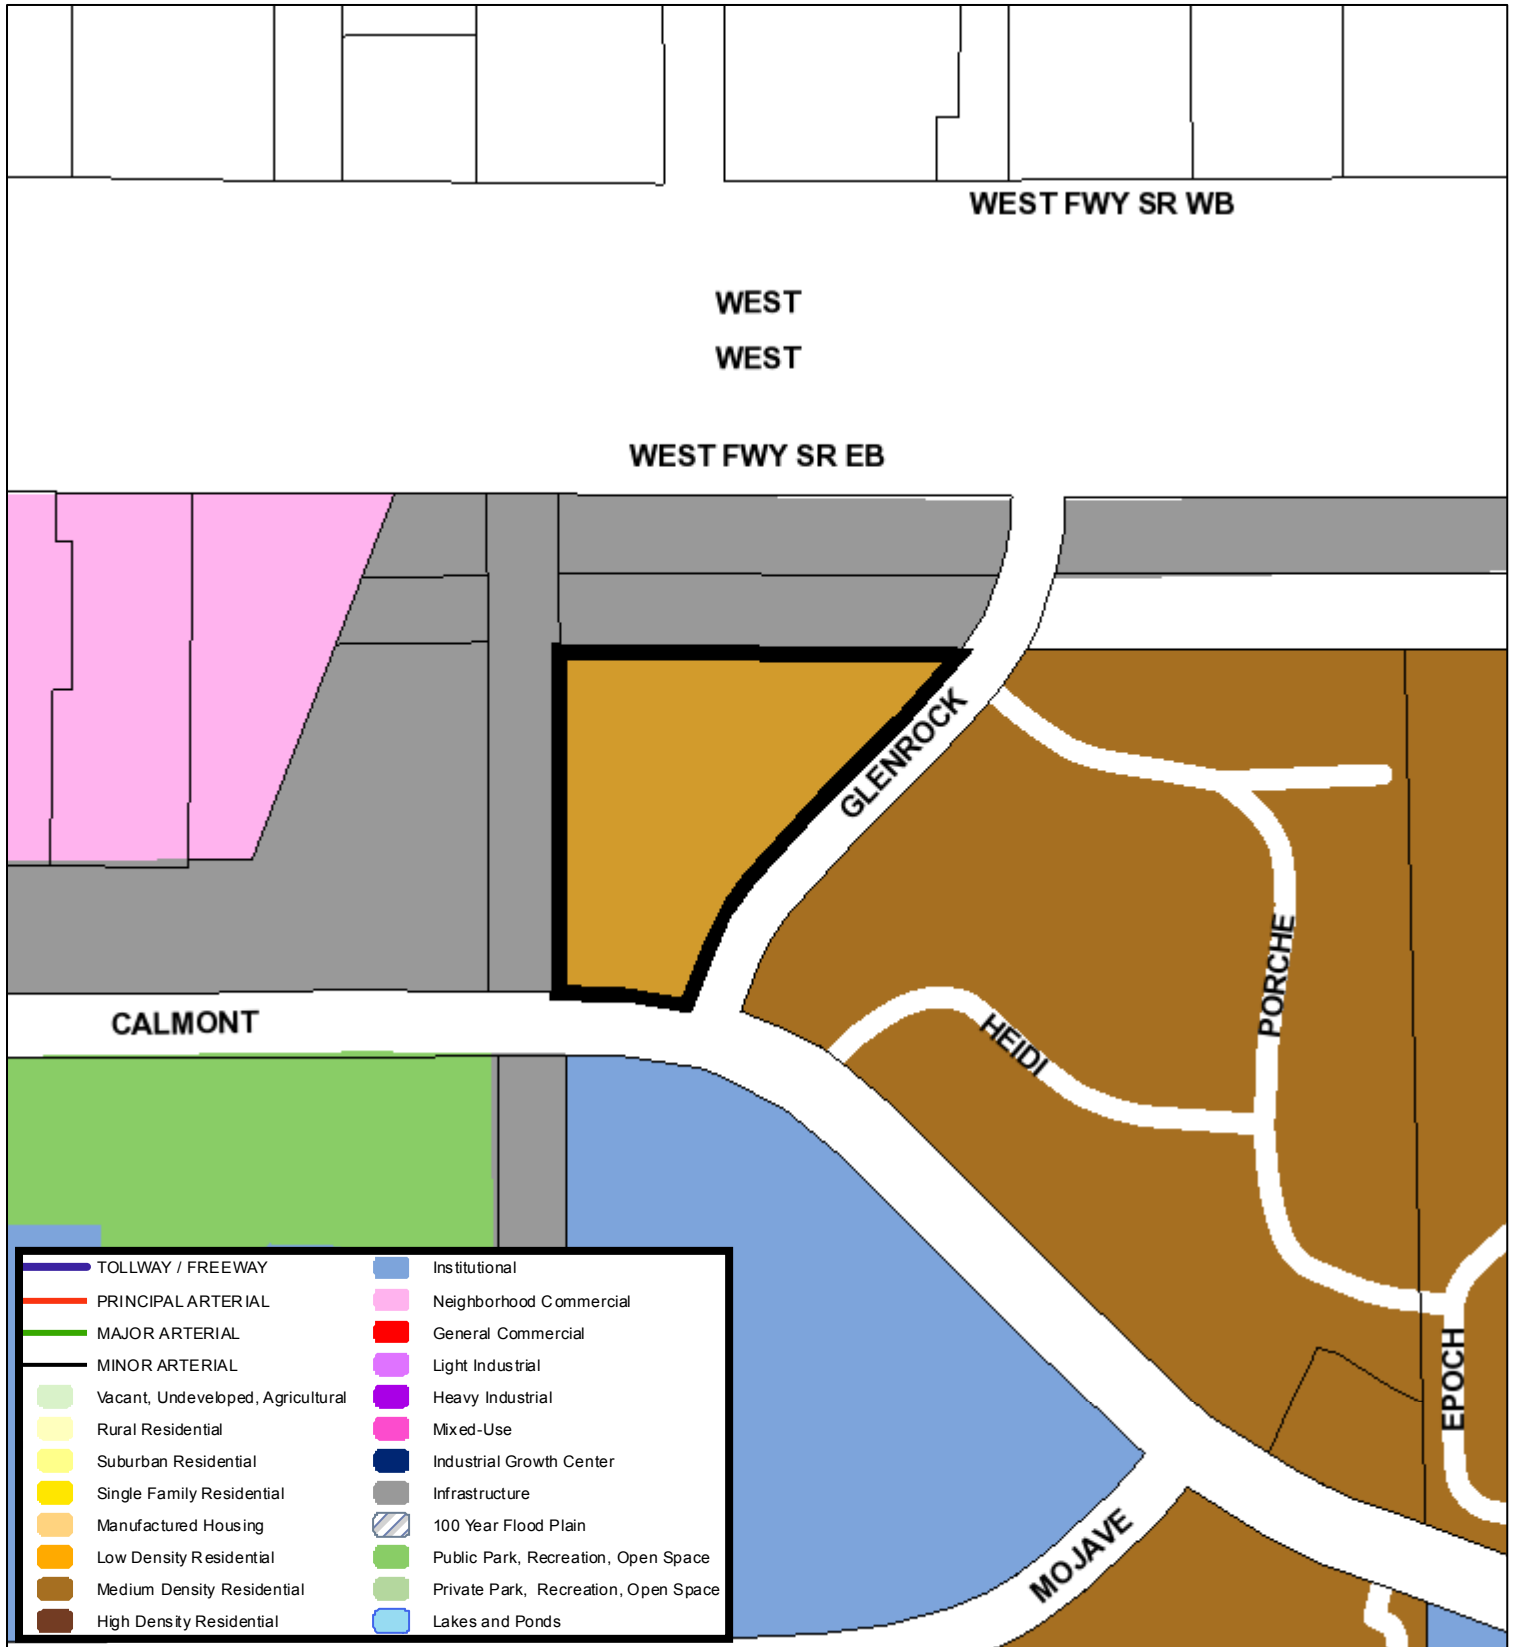 WEST FWY SR WB
WEST
WEST
WEST FWY SR EB
GLENROCK
PORCHE
CALMONT
HEIDI
EPOCH
MOJAVE
TOLLWAY / FREEWAY
PRINCIPAL ARTERIAL
MAJOR ARTERIAL
MINOR ARTERIAL
Vacant, Undeveloped, Agricultural
Rural Residential
Suburban Residential
Single Family Residential
Manufactured Housing
Low Density Residential
Medium Density Residential
High Density Residential
Institutional
Neighborhood Commercial
General Commercial
Light Industrial
Heavy Industrial
Mixed-Use
Industrial Growth Center
Infrastructure
100 Year Flood Plain
Public Park, Recreation, Open Space
Private Park, Recreation, Open Space
Lakes and Ponds